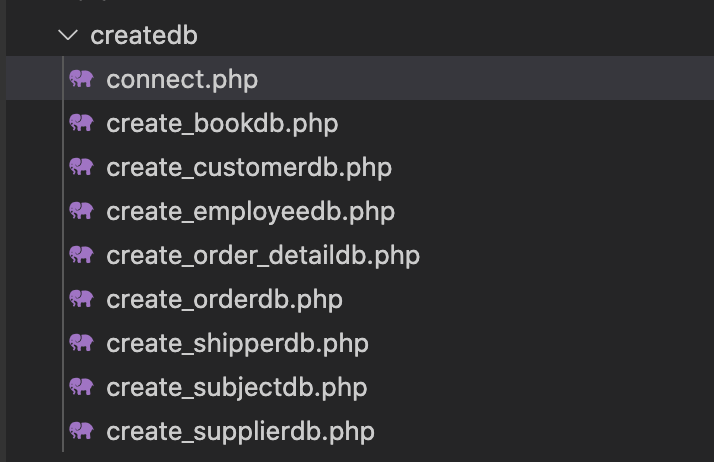 createdb
connect.php
create_bookdb.php
create_customerdb.php
create_employeedb.php
create_order_detaildb.php
create_orderdb.php
create_shipperdb.php
create_subjectdb.php
create_supplierdb.php